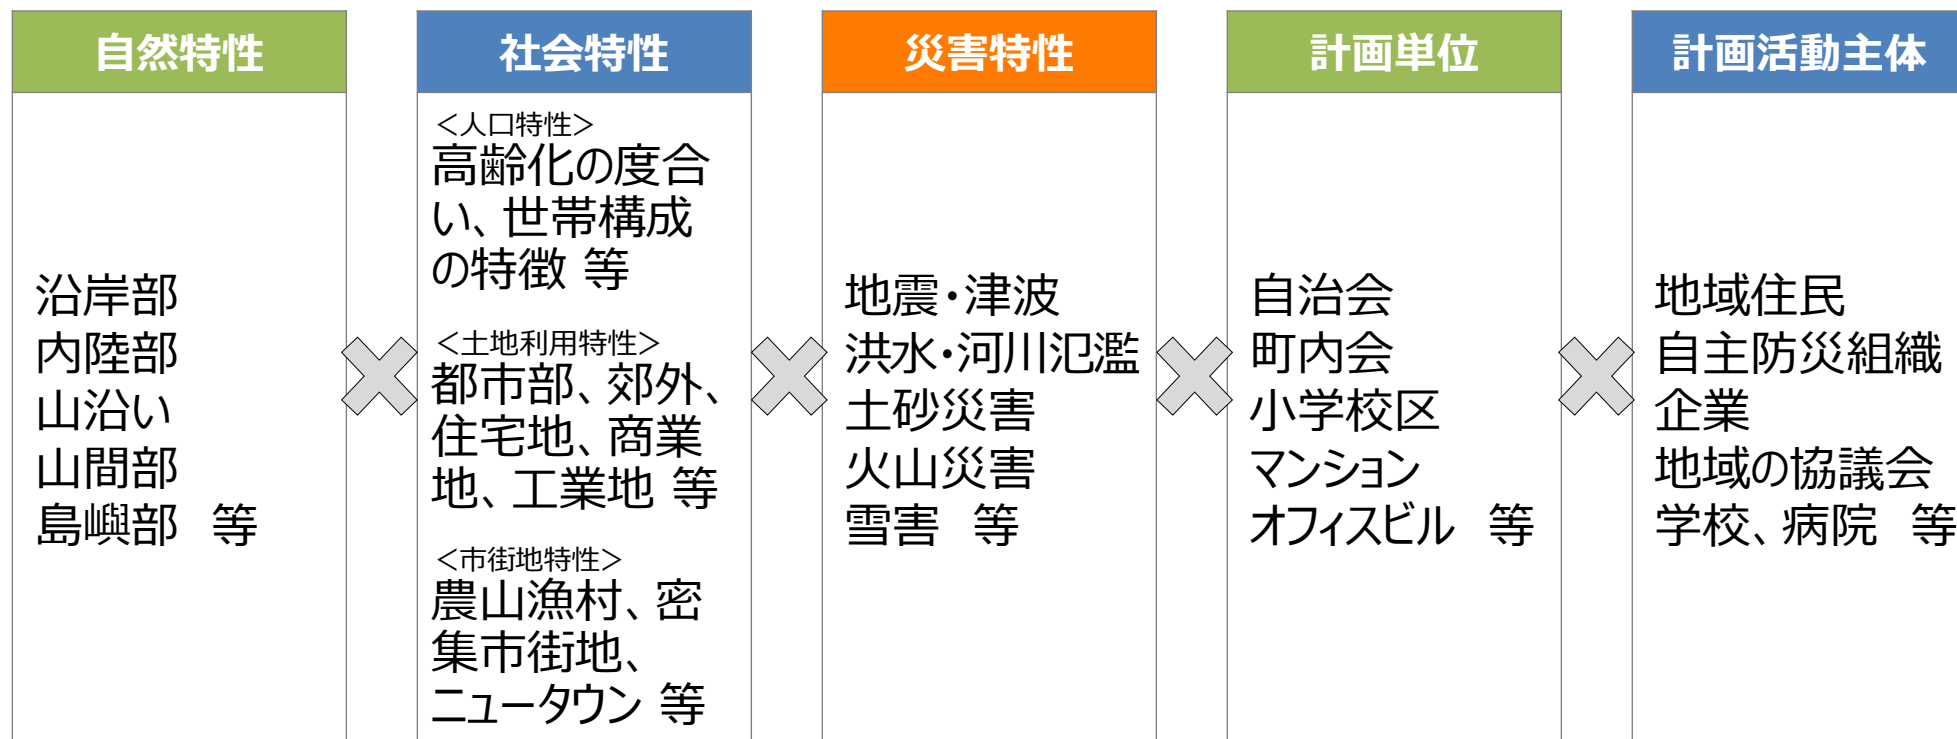 自然特性
沿岸部
内陸部
山沿い
山間部
島嶼部 等
社会特性
＜人口特性＞
高齢化の度合
い、世帯構成
の特徴 等
＜土地利用特性＞
都市部、郊外、
住宅地、商業
地、工業地 等
＜市街地特性＞
農山漁村、密
集市街地、
ニュータウン 等
災害特性
地震・津波
洪水・河川氾濫
土砂災害
火山災害
雪害 等
計画単位
自治会
町内会
小学校区
マンション
オフィスビル 等
計画活動主体
地域住民
自主防災組織
企業
地域の協議会
学校、病院 等